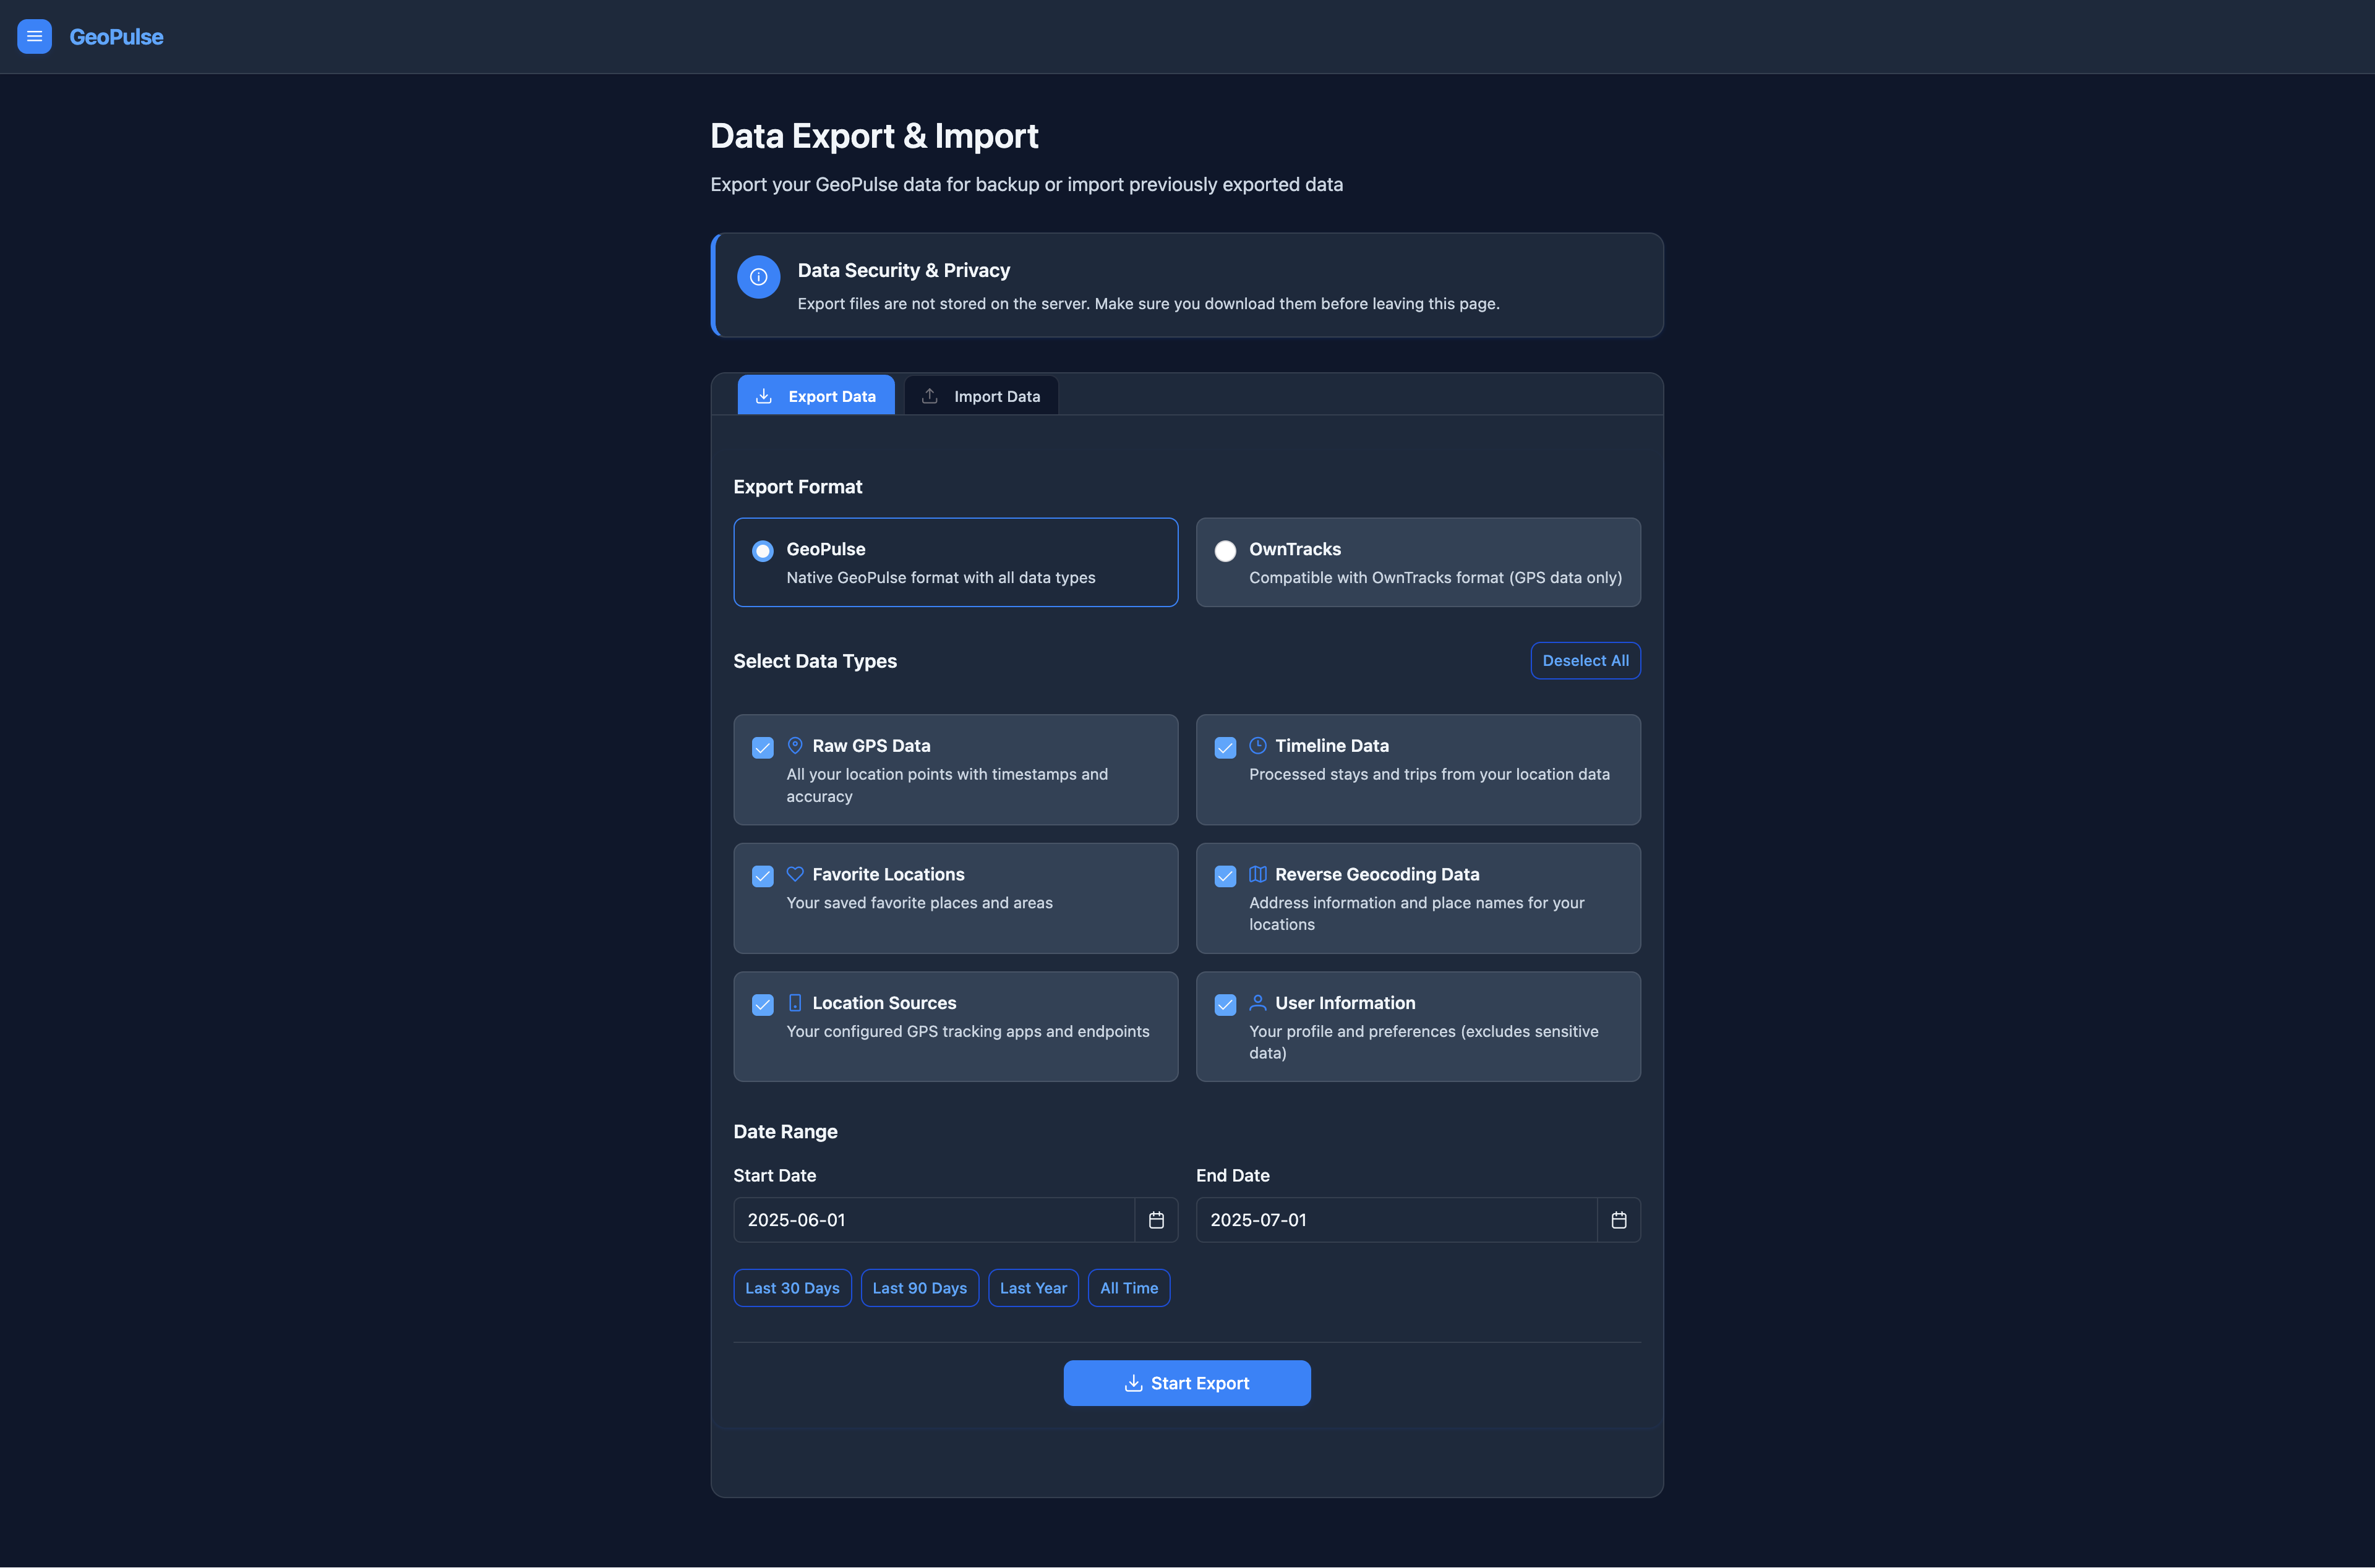 GeoPulse
Data Export & Import
Export your GeoPulse data for backup or import previously exported data
Data Security & Privacy
Export files are not stored on the server. Make sure you download them before leaving this page.
Export Data
Import Data
Export Format
GeoPulse
Native GeoPulse format with all data types
OwnTracks
Compatible with OwnTracks format (GPS data only)
Select Data Types
Deselect All
Raw GPS Data
All your location points with timestamps and
accuracy
Timeline Data
Processed stays and trips from your location data
Favorite Locations
Your saved favorite places and areas
Reverse Geocoding Data
Address information and place names for your
locations
Location Sources
Your configured GPS tracking apps and endpoints
User Information
Your profile and preferences (excludes sensitive
data)
Date Range
Start Date
2025-06-01
End Date
2025-07-01
Last 30 Days
Last 90 Days
Last Year
All Time
Start Export